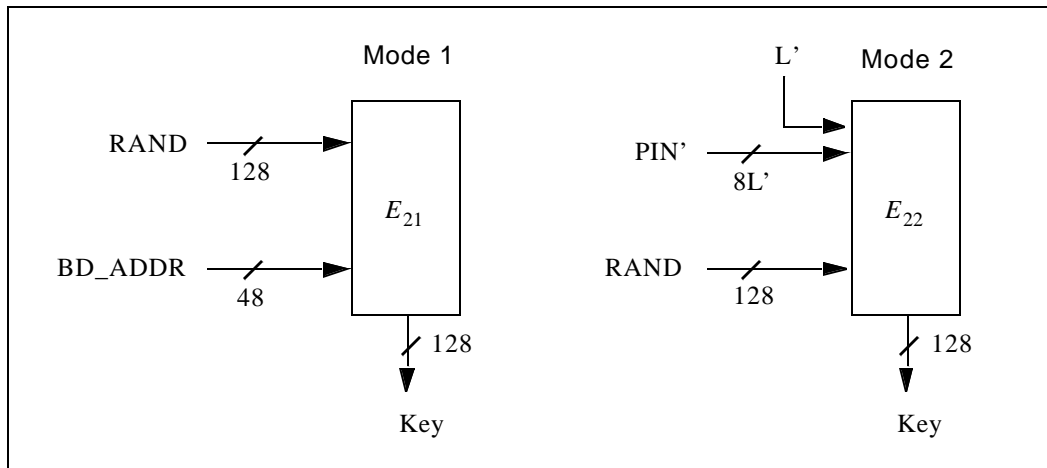 Mode 1
RAND
128
E21
BD_ADDR
48
128
Key
L’
Mode 2
PIN’
8L’
E22
RAND
128
128
Key